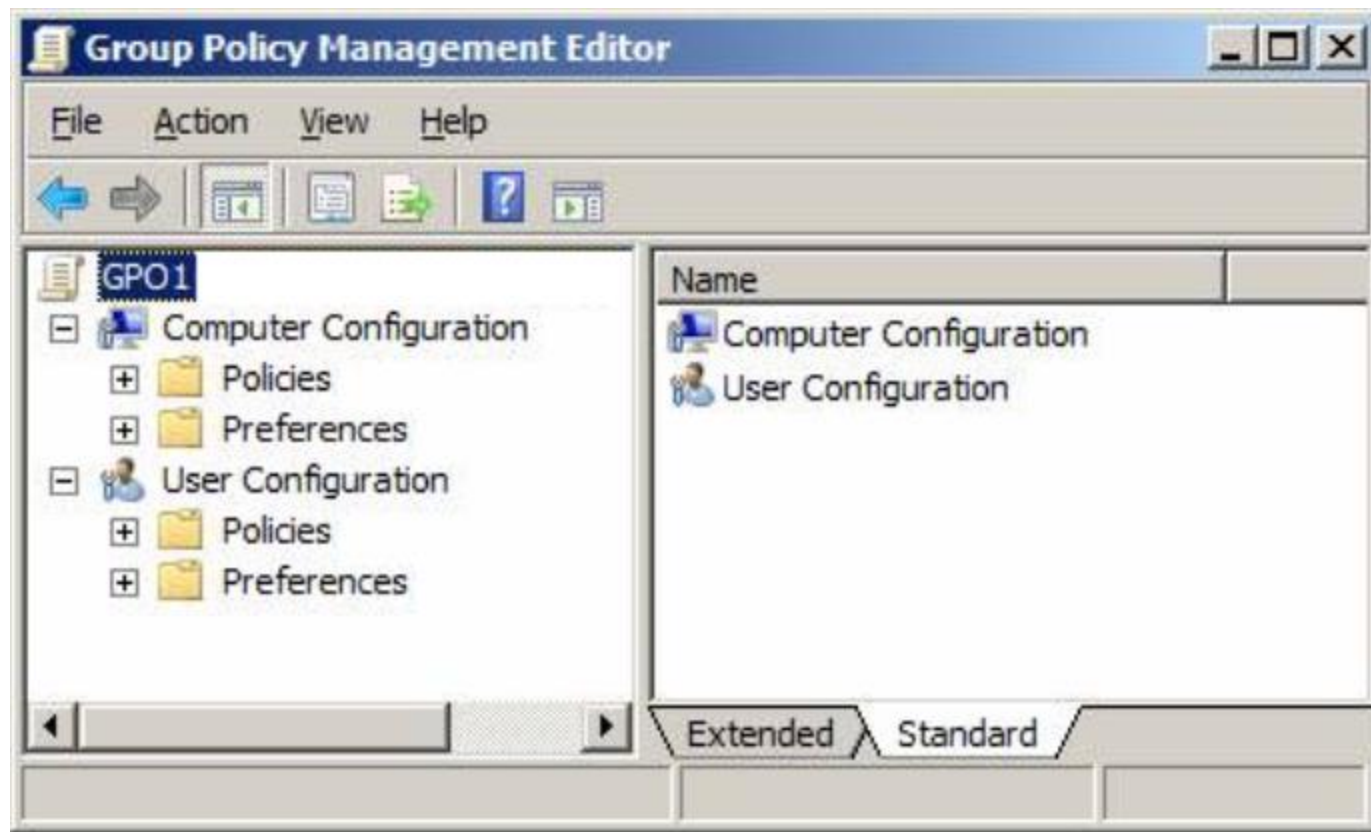 Group Policy Management Editor
File Action View Help
GPO1
Computer Configuration
Policies
Preferences
User Configuration
Policies
Preferences
Name
Computer Configuration
User Configuration
Extended Standard